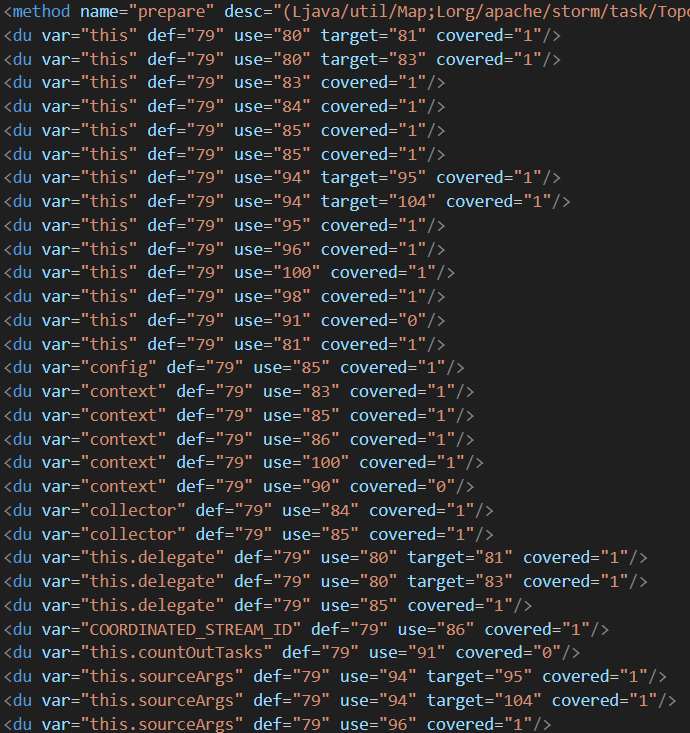 <method name="prepare" desc="(Ljava/util/Map;Lorg/apache/storm/task/Topo
<du var="this" def="79" use="80" target="81" covered="1"/>
<du var="this" def="79" use="80" target="83" covered="1"/>
<du var="this" def="79" use="83" covered="1"/>
<du var="this" def="79" use="84" covered="1"/>
<du var="this" def="79" use="85" covered="1"/>
<du var="this" def="79" use="85" covered="1"/>
<du var="this" def="79" use="94" target="95" covered="1"/>
<du var="this" def="79" use="94" target="104" covered="1"/>
<du var="this" def="79" use="95" covered="1"/>
<du var="this" def="79" use="96" covered="1"/>
<du var="this" def="79" use="100" covered="1"/>
<du var="this" def="79" use="98" covered="1"/>
<du var="this" def="79" use="91" covered="0"/>
<du var="this" def="79" use="81" covered="1"/>
<du var="config" def="79" use="85" covered="1"/>
<du var="context" def="79" use="83" covered="1"/>
<du var="context" def="79" use="85" covered="1"/>
<du var="context" def="79" use="86" covered="1"/>
<du var="context" def="79" use="100" covered="1"/>
<du var="context" def="79" use="90" covered="0"/>
<du var="collector" def="79" use="84" covered="1"/>
<du var="collector" def="79" use="85" covered="1"/>
<du var="this.delegate" def="79" use="80" target="81" covered="1"/>
<du var="this.delegate" def="79" use="80" target="83" covered="1"/>
<du var="this.delegate" def="79" use="85" covered="1"/>
<du var="COORDINATED_STREAM_ID" def="79" use="86" covered="1"/>
<du var="this.countOutTasks" def="79" use="91" covered="0"/>
<du var="this.sourceArgs" def="79" use="94" target="95" covered="1"/>
<du var="this.sourceArgs" def="79" use="94" target="104" covered="1"/>
<du var="this.sourceArgs" def="79" use="96" covered="1"/>